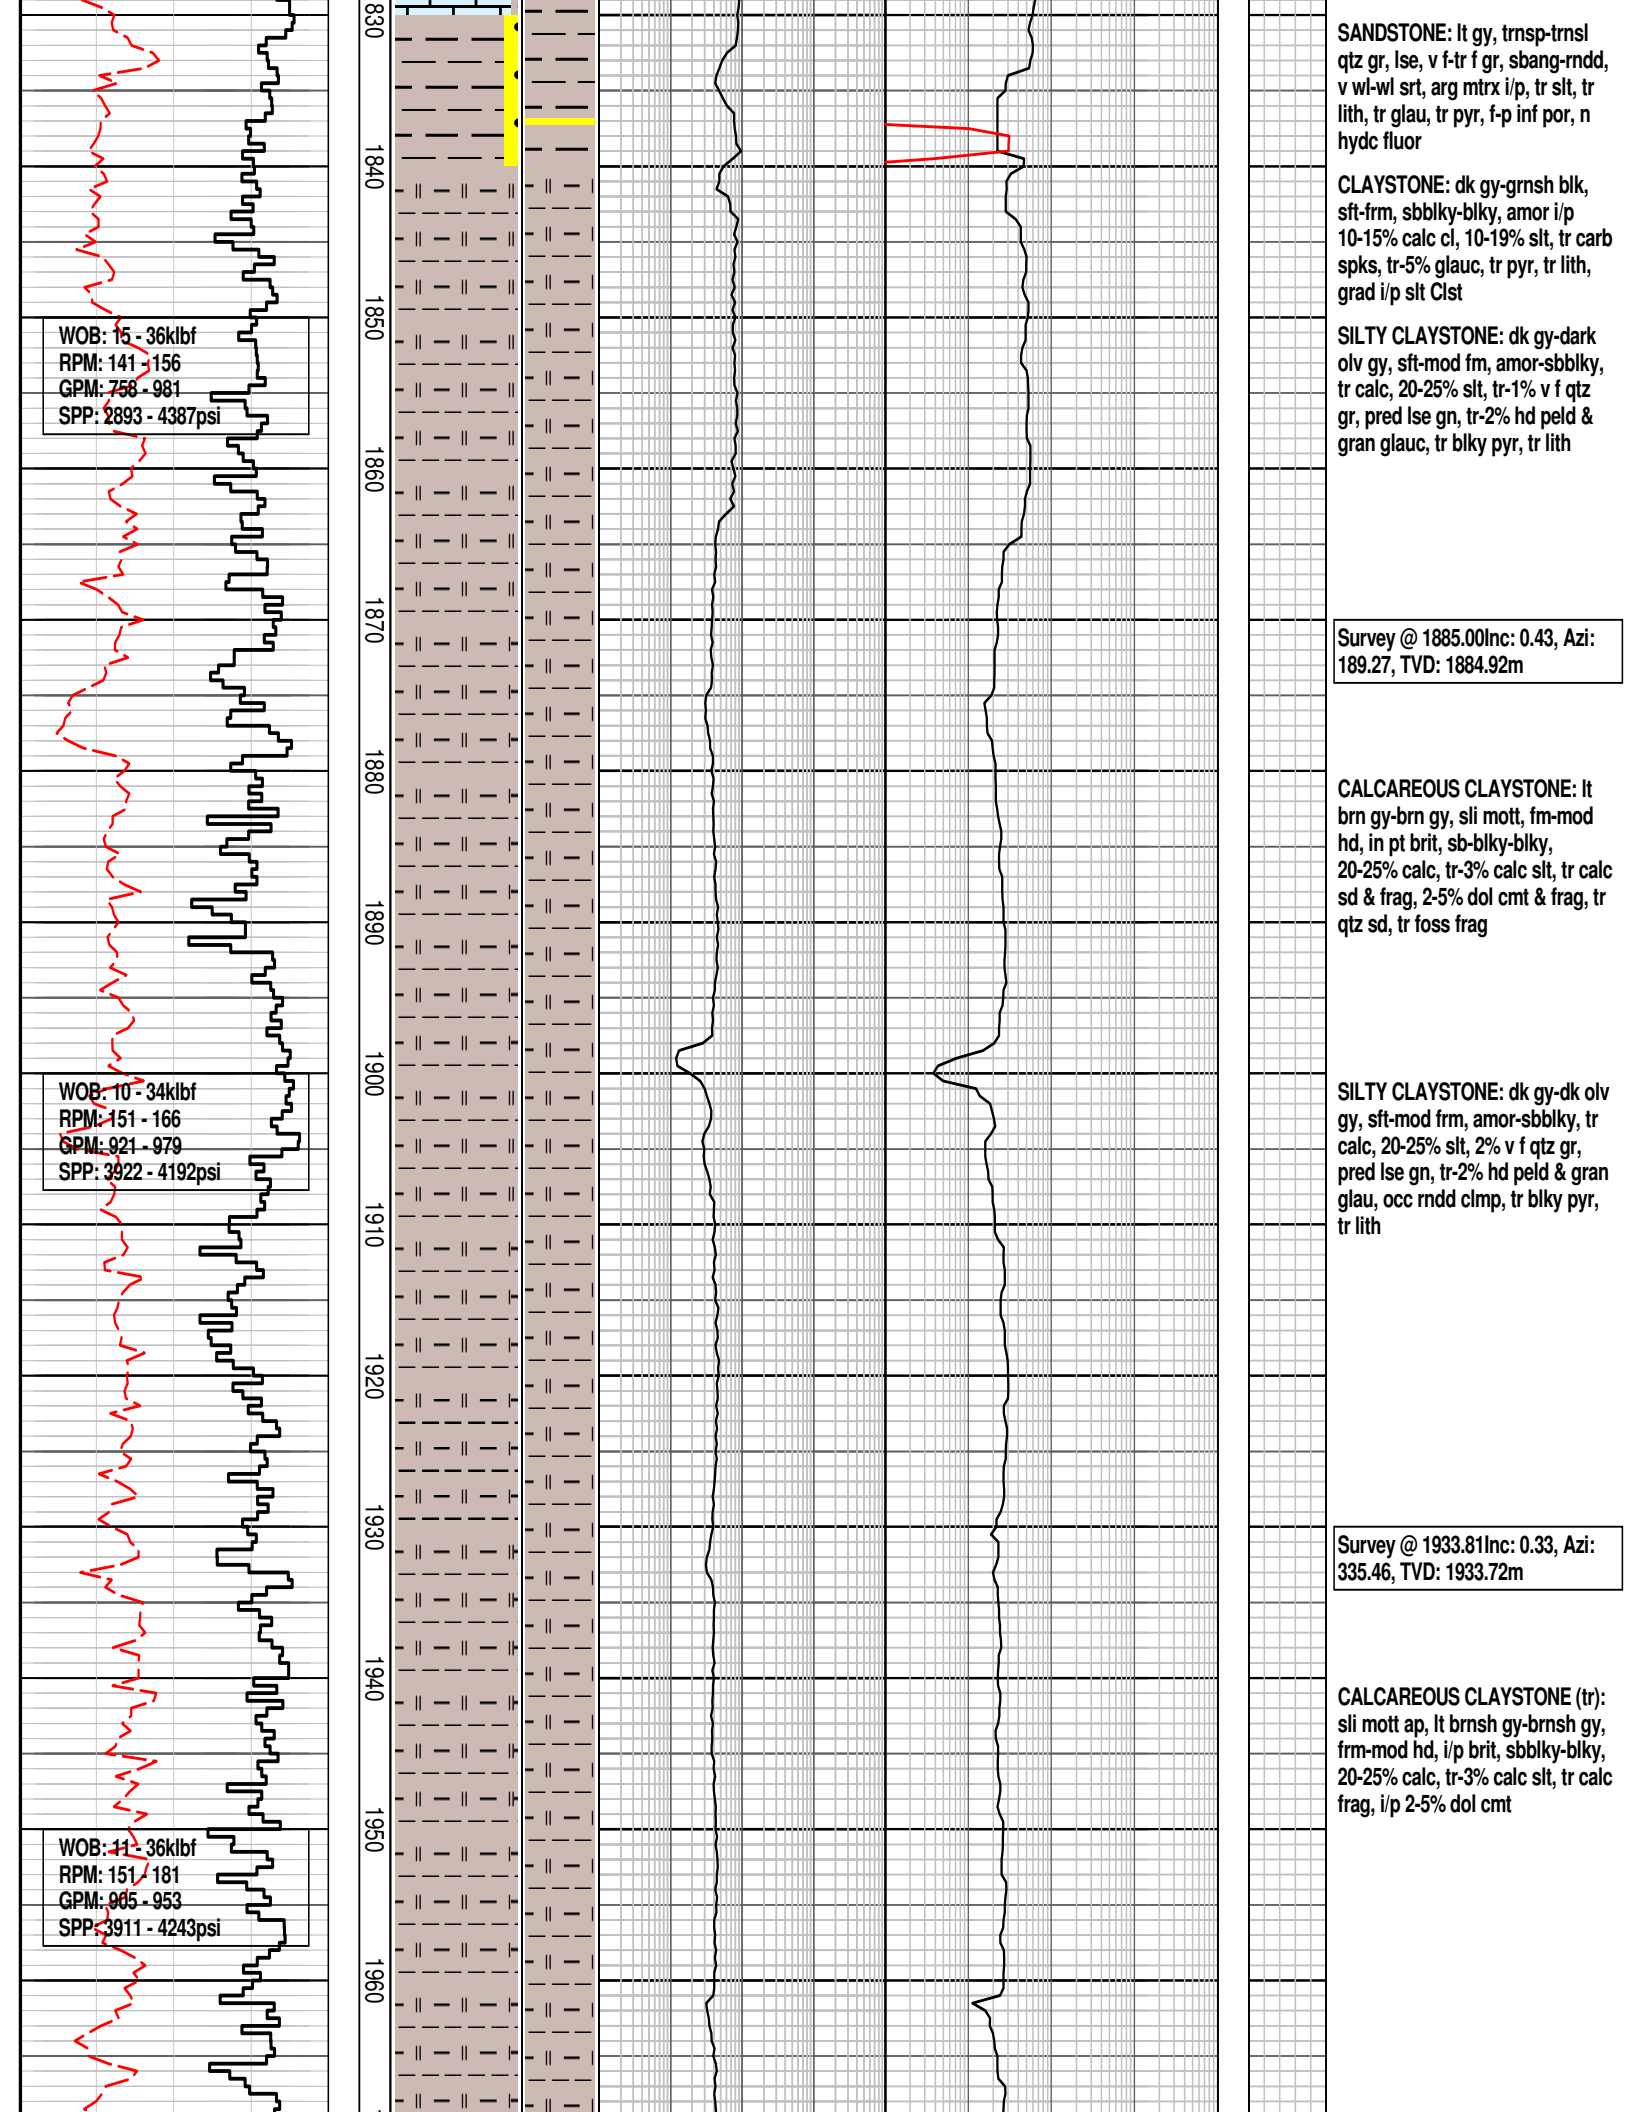 830
SANDSTONE: lt gy, trnsp-trnsl
qtz gr, lse, v f-tr f gr, sbang-rndd,
v wl-wl srt, arg mtrx i/p, tr slt, tr
lith, tr glau, tr pyr, f-p inf por, n
hydc fluor
1840
CLAYSTONE: dk gy-grnsh blk,
sft-frm, sbblky-blky, amor i/p
10-15% calc cl, 10-19% slt, tr carb
spks, tr-5% glauc, tr pyr, tr lith,
grad i/p slt Clst
1850
WOB: 15 - 36klbf
RPM: 141 - 156
GPM: 758 - 981
SPP: 2893 - 4387psi
SILTY CLAYSTONE: dk gy-dark
olv gy, sft-mod fm, amor-sbblky,
tr calc, 20-25% slt, tr-1% v f qtz
gr, pred lse gn, tr-2% hd peld &
gran glauc, tr blky pyr, tr lith
1860
1870
Survey @ 1885.00Inc: 0.43, Azi:
189.27, TVD: 1884.92m
1880
CALCAREOUS CLAYSTONE: lt
brn gy-brn gy, sli mott, fm-mod
hd, in pt brit, sb-blky-blky,
20-25% calc, tr-3% calc slt, tr calc
sd & frag, 2-5% dol cmt & frag, tr
qtz sd, tr foss frag
1890
1900
WOB: 10 - 34klbf
RPM: 151 - 166
GPM: 921 - 979
SPP: 3922 - 4192psi
SILTY CLAYSTONE: dk gy-dk olv
gy, sft-mod frm, amor-sbblky, tr
calc, 20-25% slt, 2% v f qtz gr,
pred lse gn, tr-2% hd peld & gran
glau, occ rndd clmp, tr blky pyr,
tr lith
1910
1920
1930
Survey @ 1933.81Inc: 0.33, Azi:
335.46, TVD: 1933.72m
1940
CALCAREOUS CLAYSTONE (tr):
sli mott ap, lt brnsh gy-brnsh gy,
frm-mod hd, i/p brit, sbblky-blky,
20-25% calc, tr-3% calc slt, tr calc
frag, i/p 2-5% dol cmt
1950
WOB: 11 - 36klbf
RPM: 151 - 181
GPM: 905 - 953
SPP: 3911 - 4243psi
1960